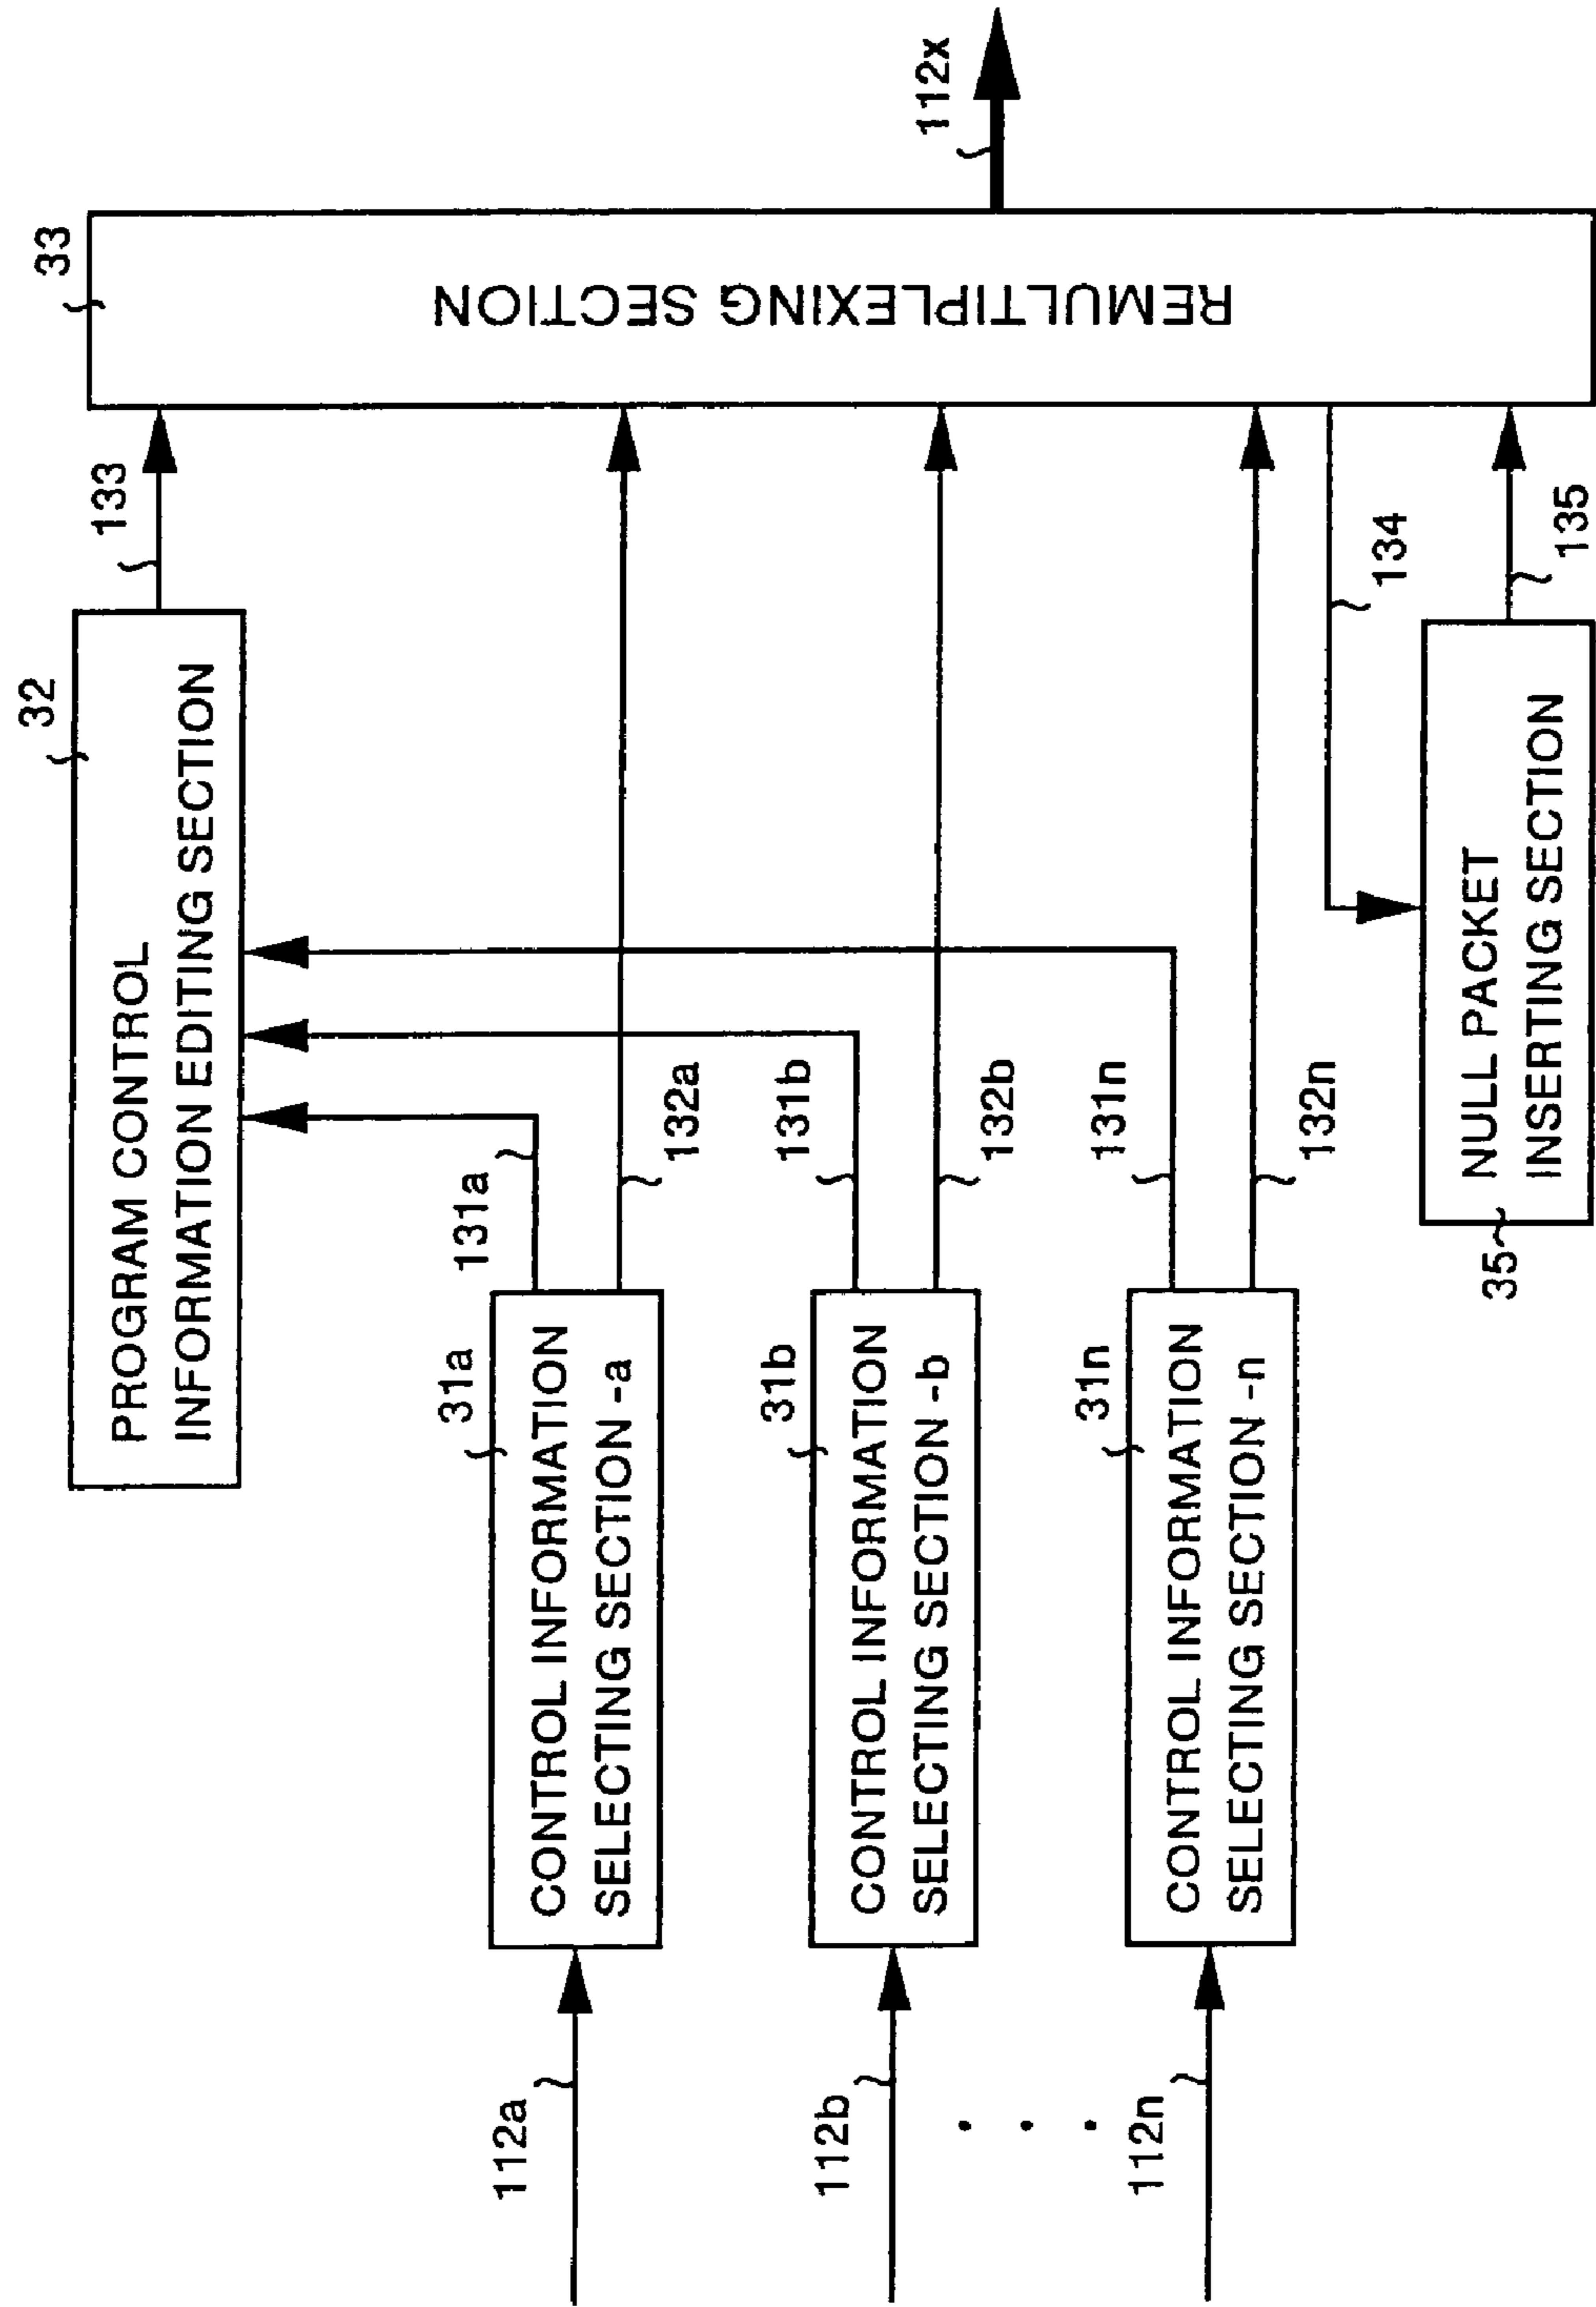 32
PROGRAM CONTROL
INFORMATION EDITING SECTION
133
33
REMULTIPLEXING SECTION
112x
112a
31a
CONTROL INFORMATION
SELECTING SECTION -a
131a
132a
112b
31b
CONTROL INFORMATION
SELECTING SECTION -b
131b
132b
112n
31n
CONTROL INFORMATION
SELECTING SECTION -n
131n
132n
134
35
NULL PACKET
INSERTING SECTION
135